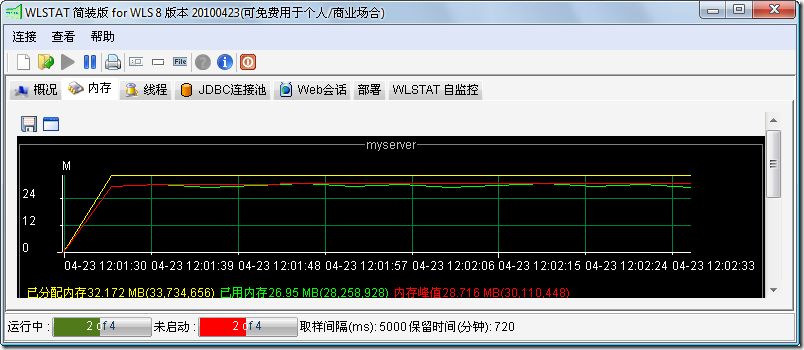 WLSTAT 简装版 for WLS 8 版本 20100423(可免费用于个人/商业场合)
连接 查看 帮助
File
概况 内存 线程 JDBC连接池 Web会话 部署 WLSTAT 自监控
myserver
M
24
12
0
04-23 12:01:30 04-23 12:01:39 04-23 12:01:48 04-23 12:01:57 04-23 12:02:06 04-23 12:02:15 04-23 12:02:24 04-23 12:02:33
已分配内存32.172 MB(33,734,656) 已用内存26.95 MB(28,258,928) 内存峰值28.716 MB(30,110,448)
运行中 : 2 of 4 未启动 : 2 of 4 取样间隔(ms): 5000 保留时间(分钟): 720